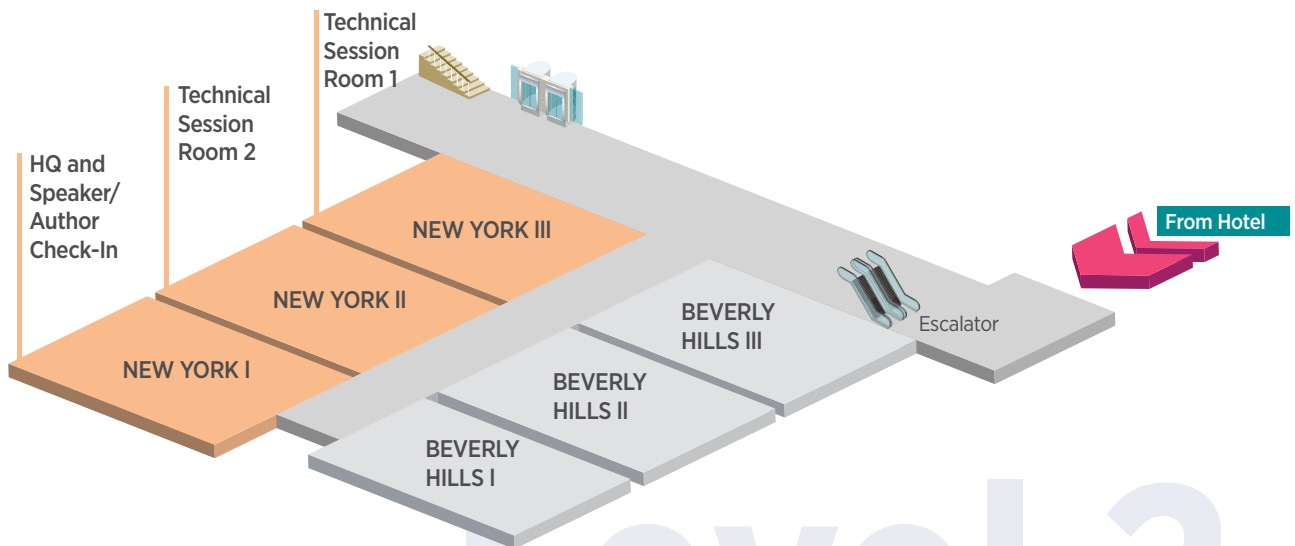 Technical
Session
Room 1
Technical
Session
Room 2
HQ and
Speaker/
Author
Check-In
From Hotel
NEW YORK III
NEW YORK II
NEW YORK I
BEVERLY
HILLS III
Escalator
BEVERLY
HILLS II
BEVERLY
HILLS I